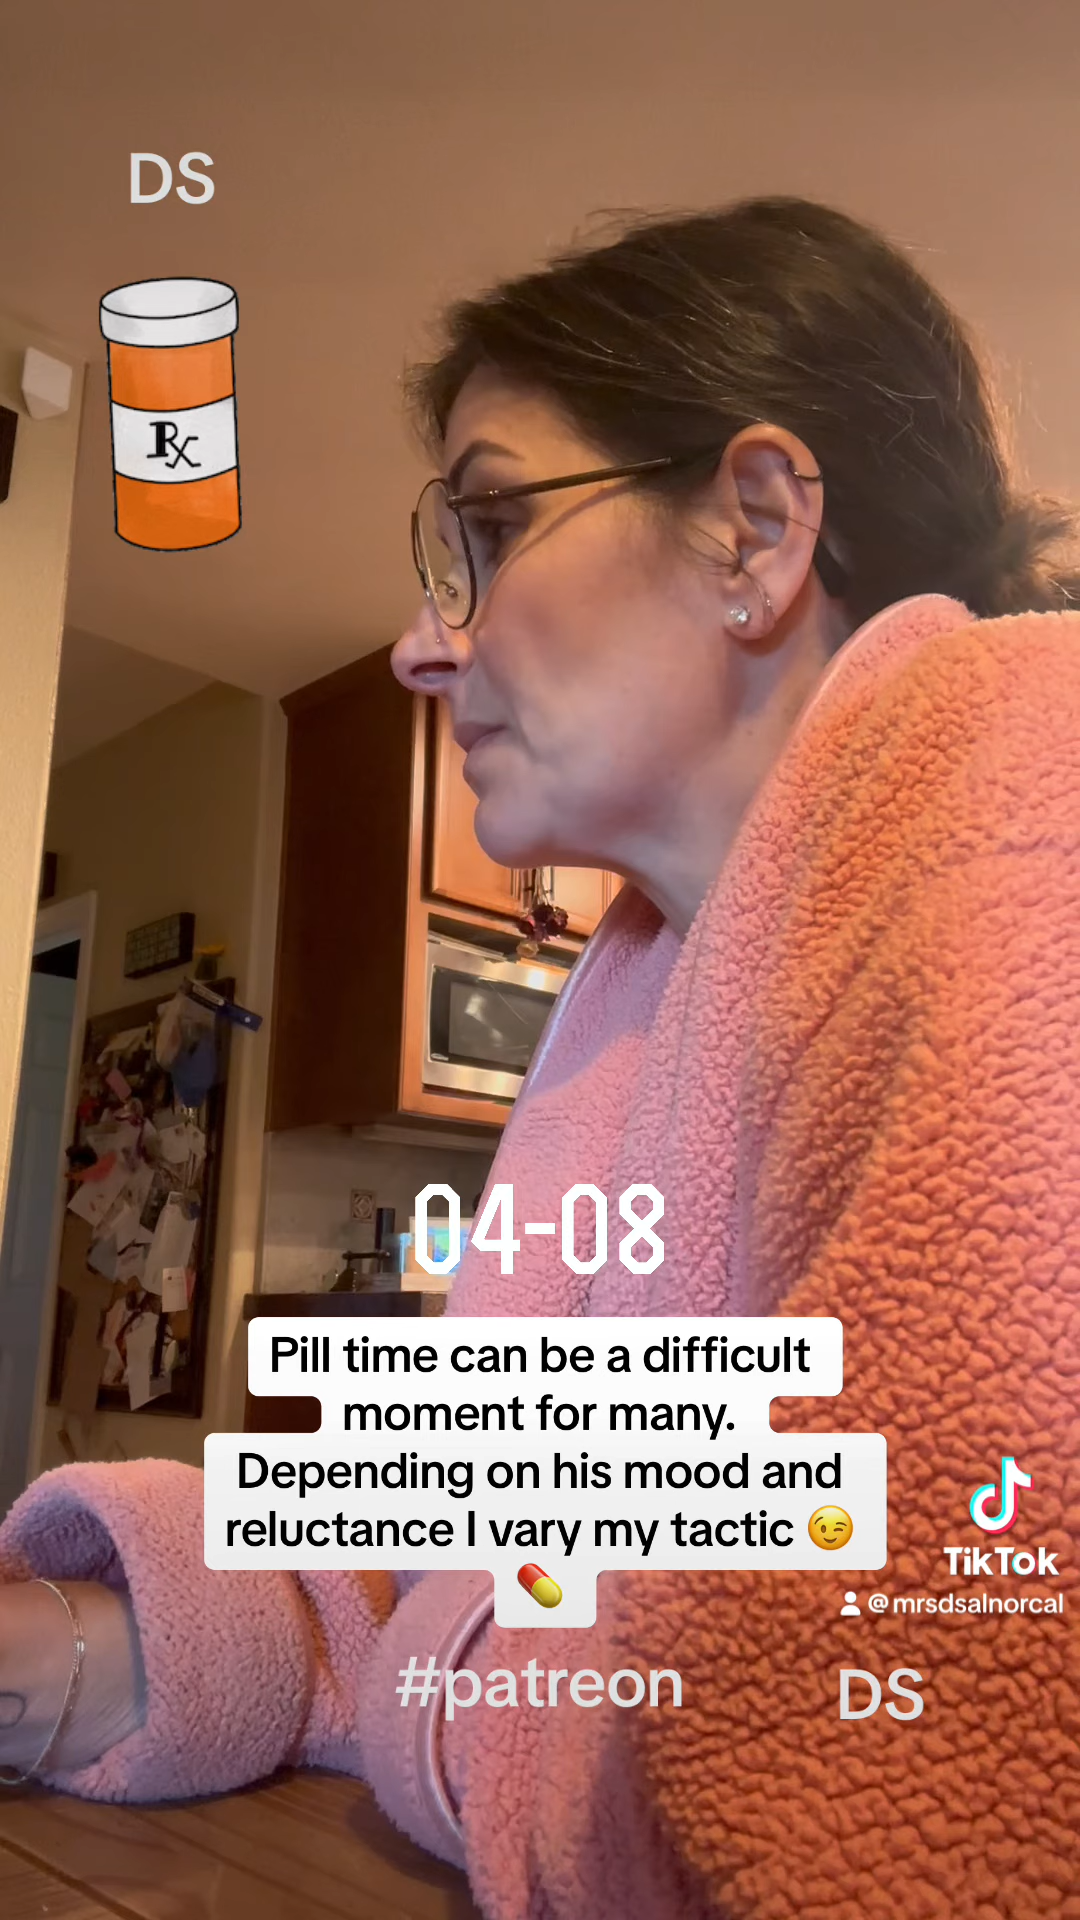 DS
Rx
04-08
Pill time can be a difficult
moment for many.
Depending on his mood and
reluctance I vary my tactic 😉
💊
TikTok
@mrsdsalnorcal
#patreon
DS